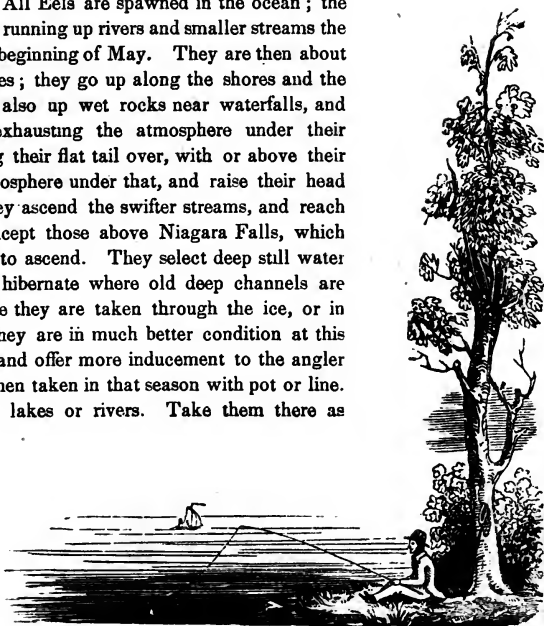 All Eels are spawned in the ocean ; the
running up rivers and smaller streams the
beginning of May. They are then about
es ; they go up along the shores and the
also up wet rocks near waterfalls, and
exhausting the atmosphere under their
g their flat tail over, with or above their
osphere under that, and raise their head
ey ascend the swifter streams, and reach
cept those above Niagara Falls, which
to ascend. They select deep still water
hibernate where old deep channels are
e they are taken through the ice, or in
hey are in much better condition at this
and offer more inducement to the angler
hen taken in that season with pot or line.
lakes or rivers. Take them there as